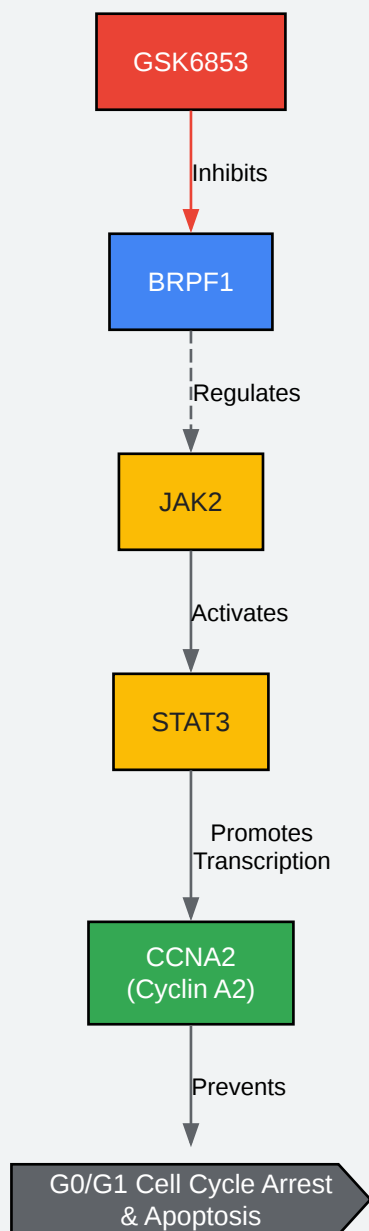 GSK6853
Inhibits
BRPF1
Regulates
JAK2
Activates
STAT3
Promotes
Transcription
CCNA2
(Cyclin A2)
Prevents
G0/G1 Cell Cycle Arrest
& Apoptosis